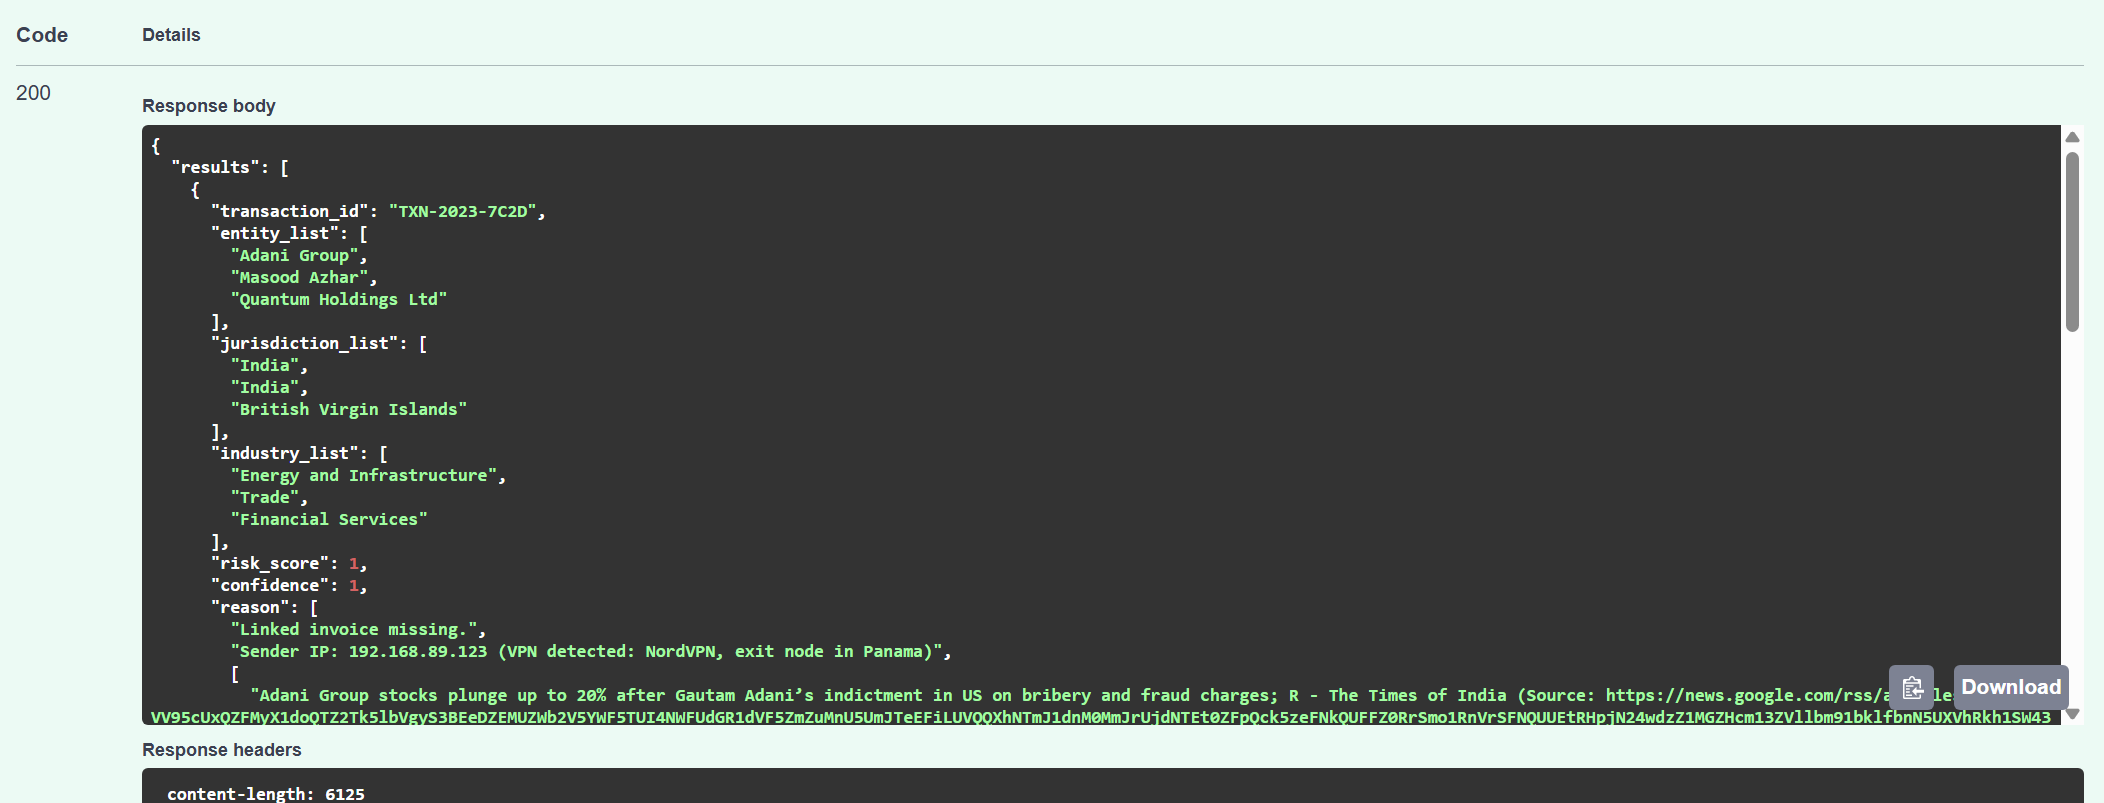 Code Details
200
Response body
{
"results": [
{
"transaction_id": "TXN-2023-7C2D",
"entity_list": [
"Adani Group",
"Masood Azhar",
"Quantum Holdings Ltd"
],
"jurisdiction_list": [
"India",
"India",
"British Virgin Islands"
],
"industry_list": [
"Energy and Infrastructure",
"Trade",
"Financial Services"
],
"risk_score": 1,
"confidence": 1,
"reason": [
"Linked invoice missing.",
"Sender IP: 192.168.89.123 (VPN detected: NordVPN, exit node in Panama)",
[
"Adani Group stocks plunge up to 20% after Gautam Adani’s indictment in US on bribery and fraud charges; R - The Times of India (Source: https://news.google.com/rss/
Download
Response headers
content-length: 6125